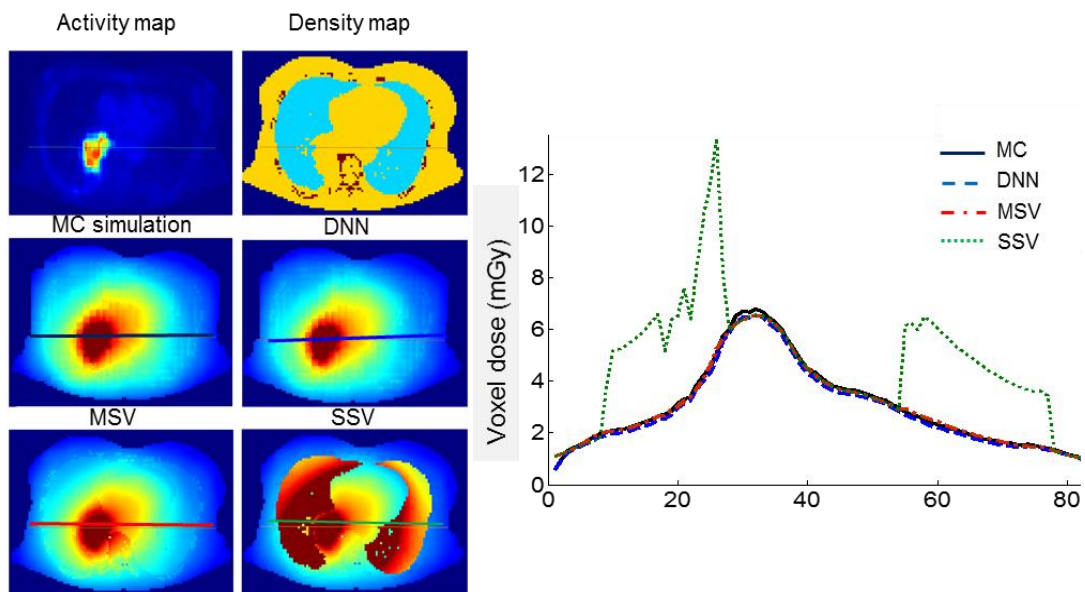 Activity map
Density map
MC simulation
DNN
MSV
SSV
Voxel dose (mGy)
12
10
8
6
4
2
0
0
20
40
60
80
MC
DNN
MSV
SSV